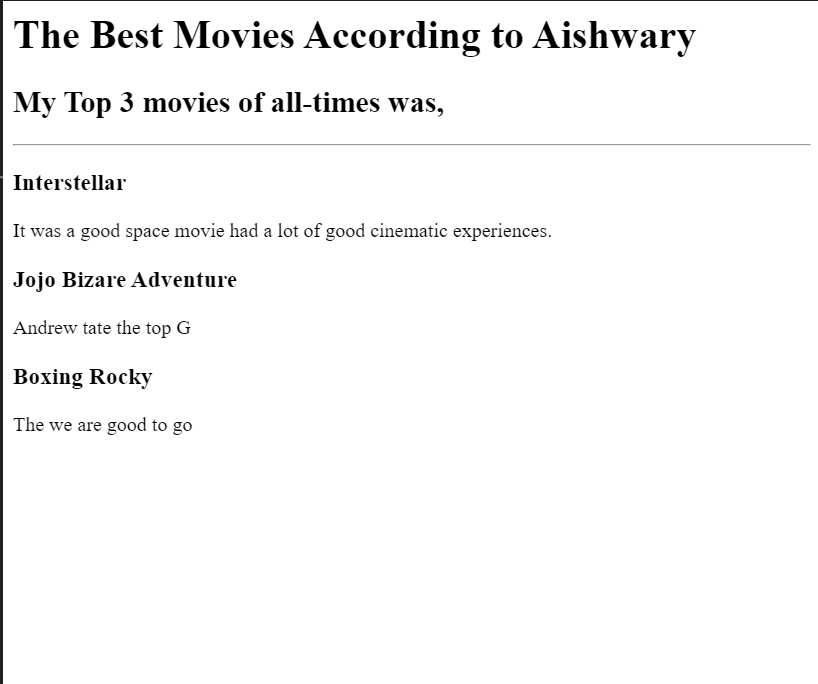 The Best Movies According to Aishwary
My Top 3 movies of all-times was,
Interstellar
It was a good space movie had a lot of good cinematic experiences.
Jojo Bizare Adventure
Andrew tate the top G
Boxing Rocky
The we are good to go